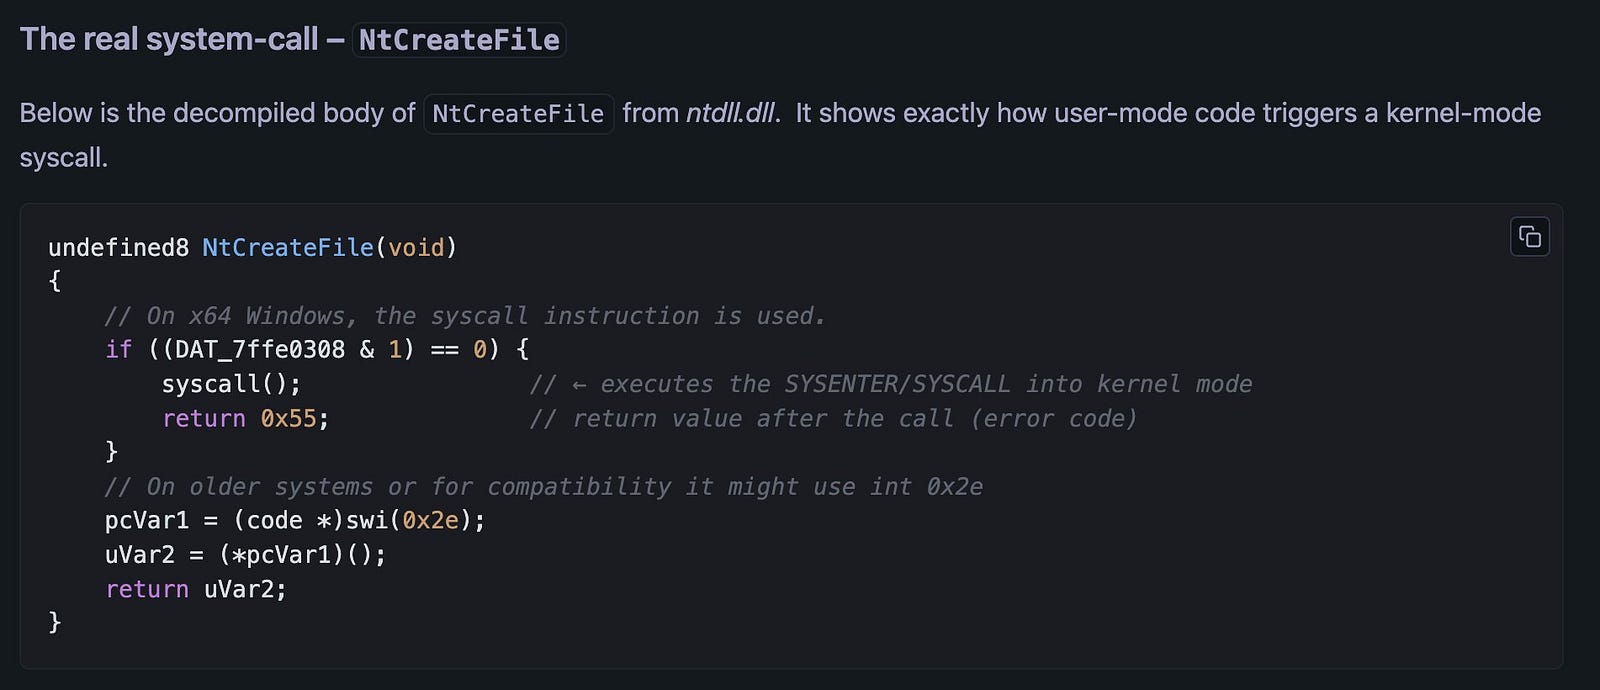 The real system-call – NtCreateFile
Below is the decompiled body of NtCreateFile from ntdll.dll. It shows exactly how user-mode code triggers a kernel-mode
syscall.
undefined8 NtCreateFile(void)
{
    // On x64 Windows, the syscall instruction is used.
    if ((DAT_7ffe0308 & 1) == 0) {
        syscall();                // ← executes the SYSENTER/SYSCALL into kernel mode
        return 0x55;              // return value after the call (error code)
    }
    // On older systems or for compatibility it might use int 0x2e
    pcVar1 = (code *)swi(0x2e);
    uVar2 = (*pcVar1)();
    return uVar2;
}